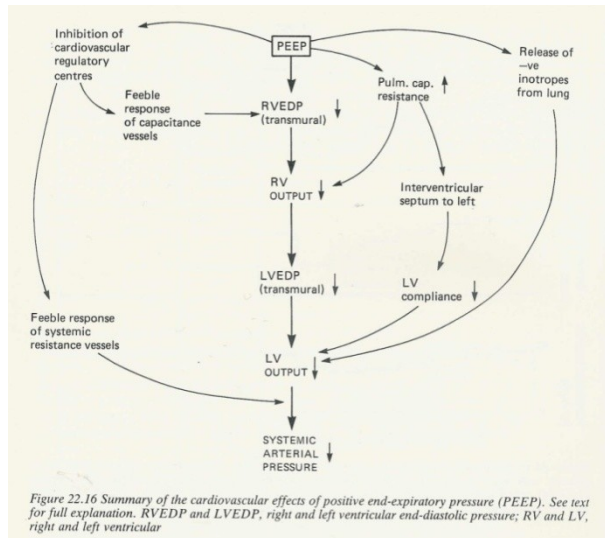 Inhibition of
cardiovascular
regulatory
centres
PEEP
Release of
–ve
inotropes
from lung
Feeble
response
of capacitance
vessels
RVEDP
(transmural) ↓
Pulm. cap.
resistance ↑
RV
OUTPUT ↓
Interventricular
septum to left
LVEDP
(transmural) ↓
LV
compliance ↓
Feeble response
of systemic
resistance vessels
LV
OUTPUT ↓
SYSTEMIC
ARTERIAL
PRESSURE ↓
Figure 22.16 Summary of the cardiovascular effects of positive end-expiratory pressure (PEEP). See text
for full explanation. RVEDP and LVEDP, right and left ventricular end-diastolic pressure; RV and LV,
right and left ventricular